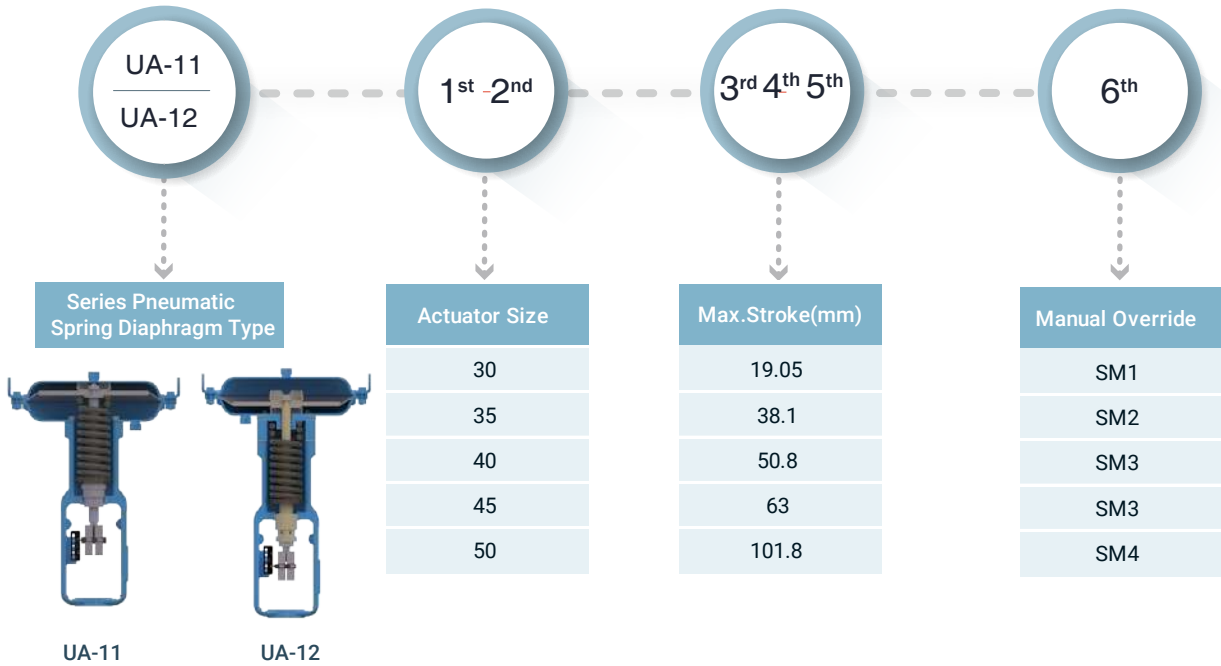 UA-11
UA-12
1st - 2nd
3rd 4th 5th
6th
Series Pneumatic
Spring Diaphragm Type
UA-11
UA-12
Actuator Size
30
35
40
45
50
Max.Stroke(mm)
19.05
38.1
50.8
63
101.8
Manual Override
SM1
SM2
SM3
SM3
SM4